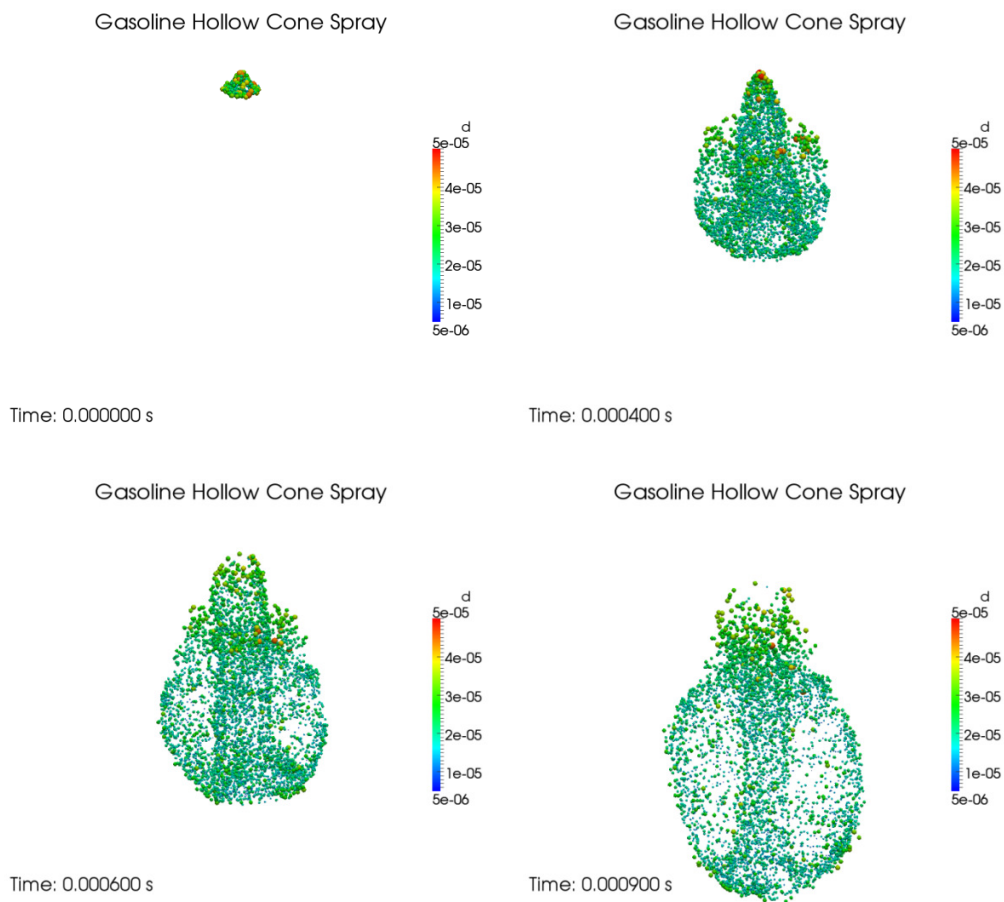 Gasoline Hollow Cone Spray
d
5e-05
4e-05
3e-05
2e-05
1e-05
5e-06
Time: 0.000000 s
Gasoline Hollow Cone Spray
d
5e-05
4e-05
3e-05
2e-05
1e-05
5e-06
Time: 0.000400 s
Gasoline Hollow Cone Spray
d
5e-05
4e-05
3e-05
2e-05
1e-05
5e-06
Time: 0.000600 s
Gasoline Hollow Cone Spray
d
5e-05
4e-05
3e-05
2e-05
1e-05
5e-06
Time: 0.000900 s